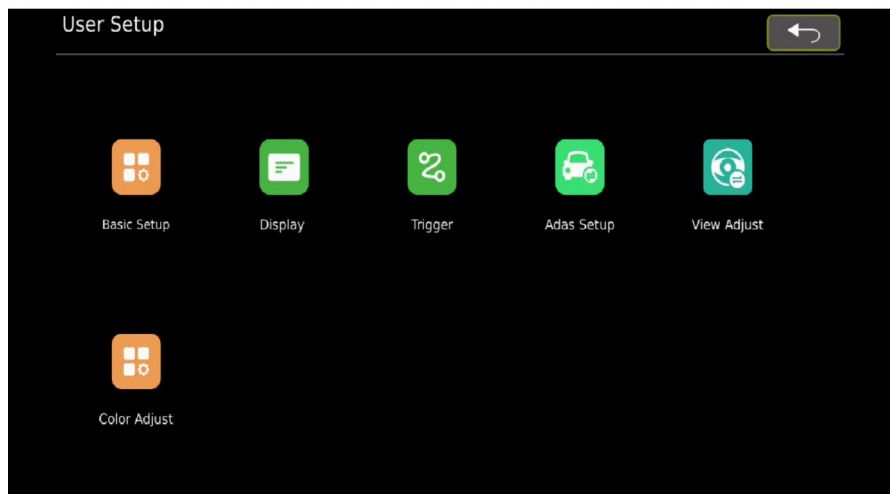 User Setup
Basic Setup
Display
Trigger
Adas Setup
View Adjust
Color Adjust